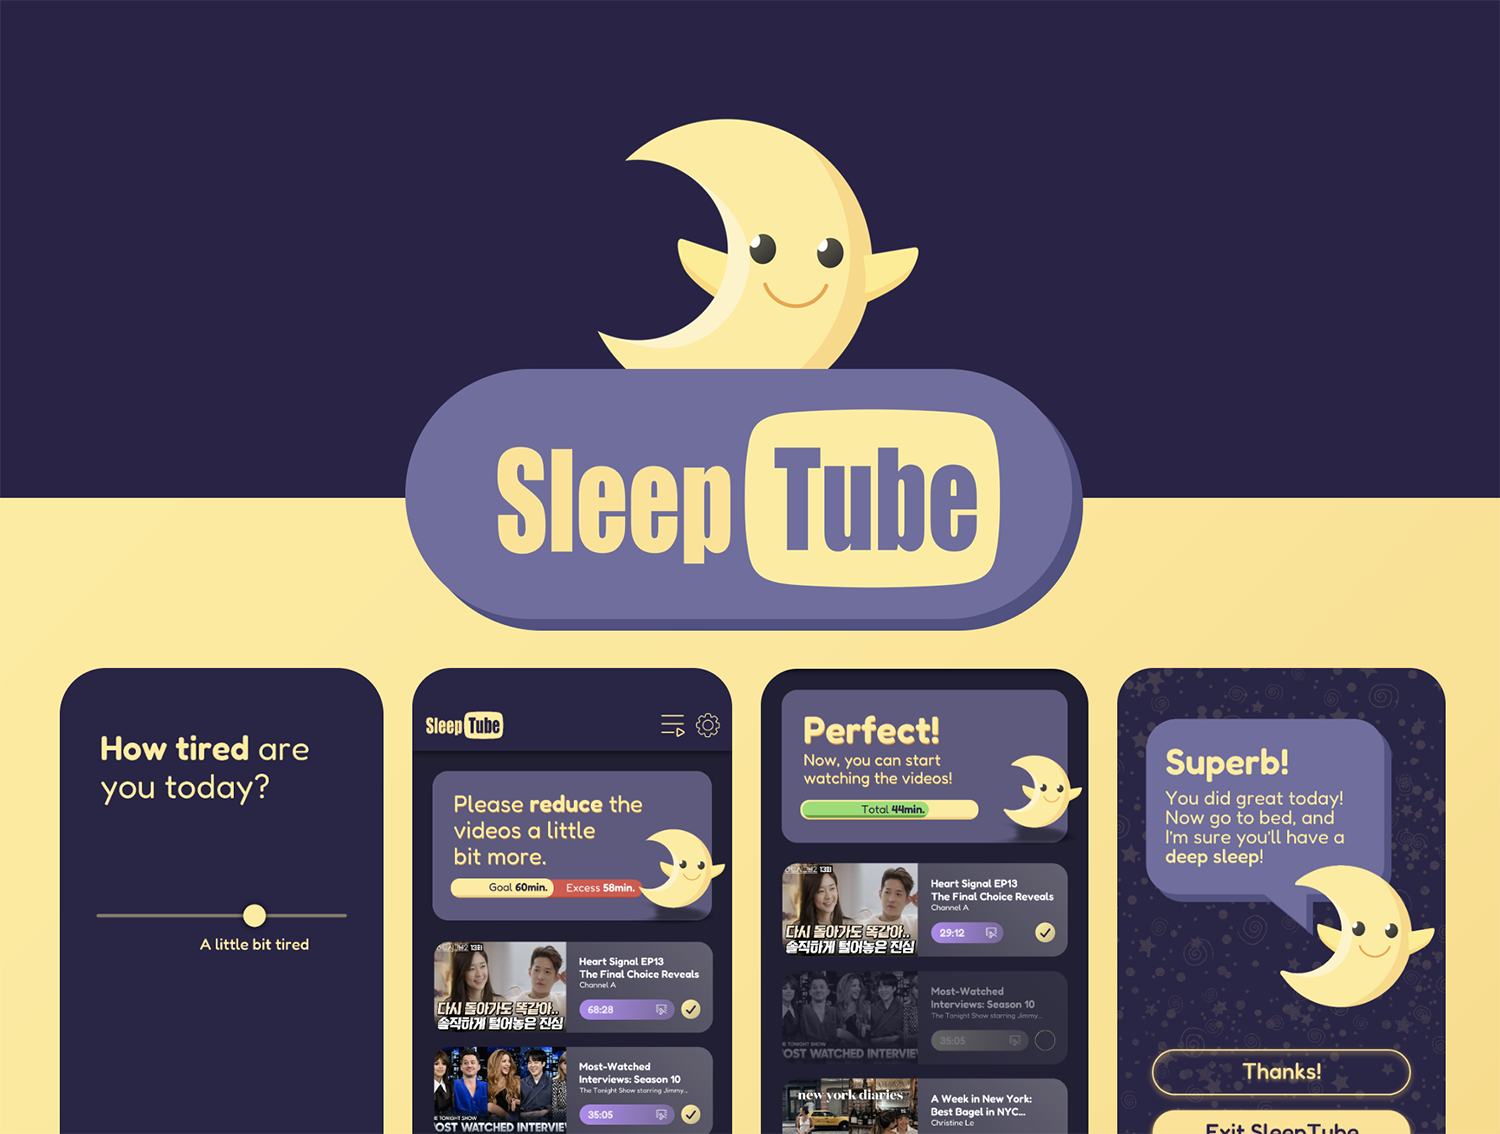 Sleep Tube
How tired are
you today?
A little bit tired
Sleep Tube
Please reduce the
videos a little
bit more.
Goal 60min. Excess 58min.
다시 돌아가도 똑같아..
솔직하게 털어놓은 진심
Heart Signal EP13
The Final Choice Reveals
Channel A
68:28
TONIGHT SHOW
OST WATCHED INTERVIEW
Most-Watched
Interviews: Season 10
The Tonight Show starring Jimmy...
35:05
Perfect!
Now, you can start
watching the videos!
Total 44min.
다시 돌아가도 똑같아..
솔직하게 털어놓은 진심
Heart Signal EP13
The Final Choice Reveals
Channel A
29:12
TONIGHT SHOW
OST WATCHED INTERVIEW
Most-Watched
Interviews: Season 10
The Tonight Show starring Jimmy...
35:05
new york diaries
A Week in New York:
Best Bagel in NYC...
Christine Le
Superb!
You did great today!
Now go to bed, and
I'm sure you'll have a
deep sleep!
Thanks!
Exit SleepTube